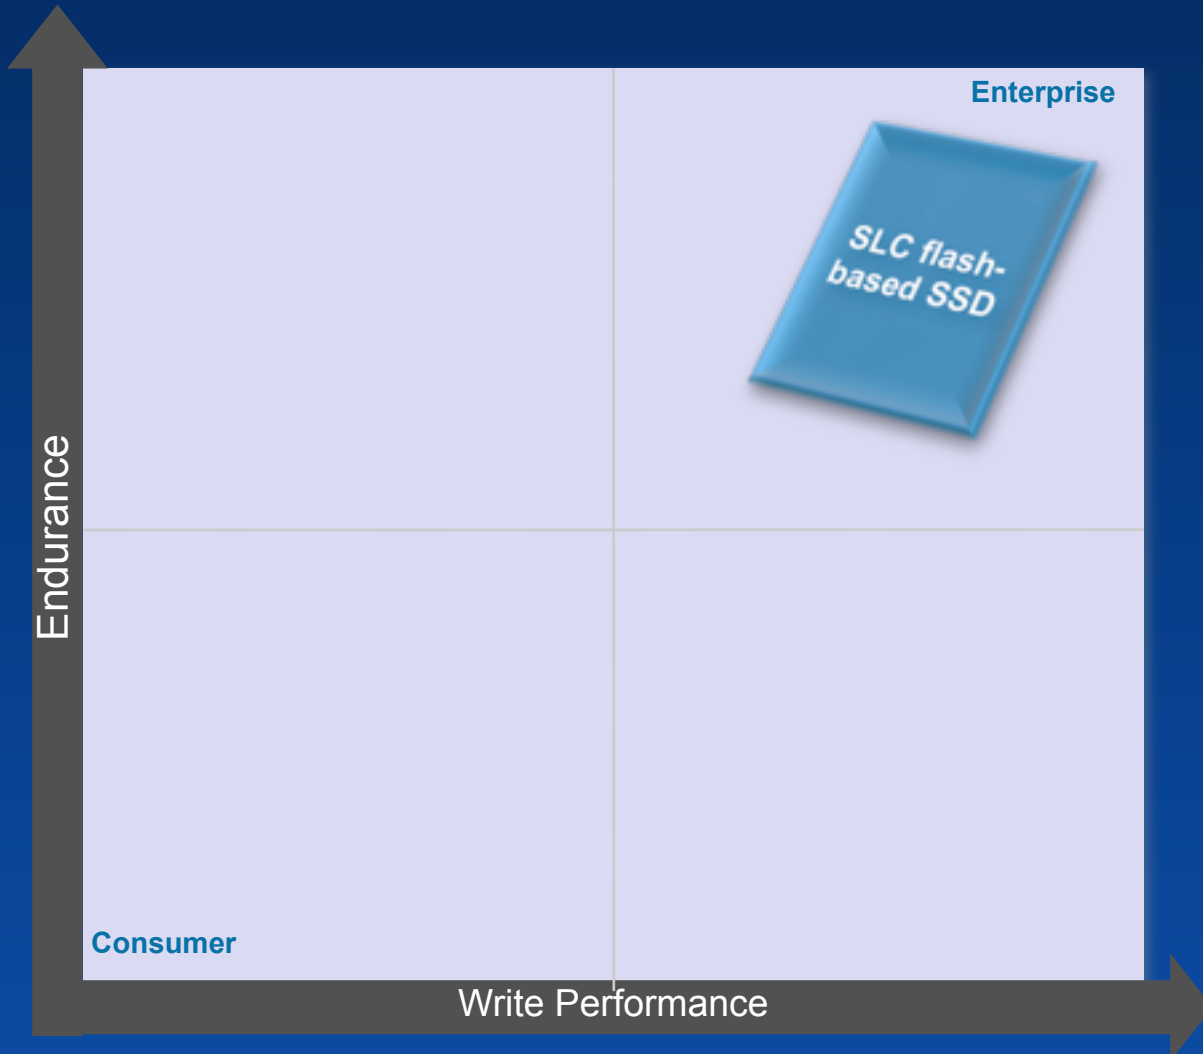 Enterprise
SLC flash-
based SSD
Endurance
Consumer
Write Performance